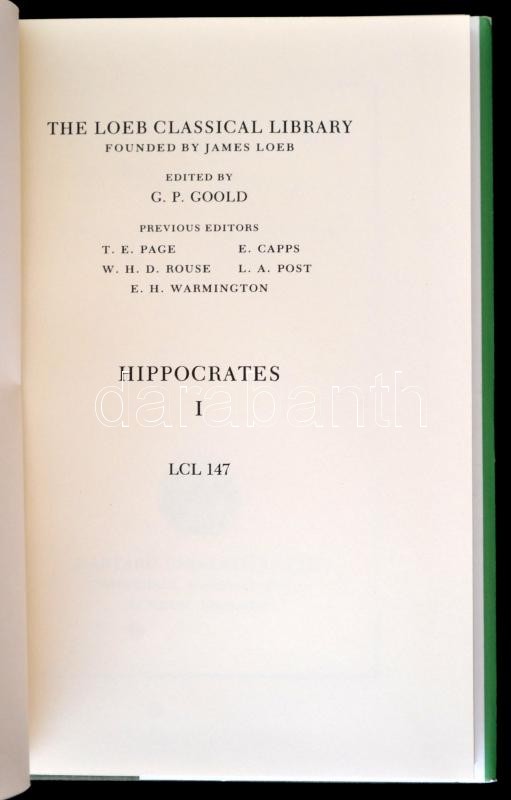 THE LOEB CLASSICAL LIBRARY
FOUNDED BY JAMES LOEB
EDITED BY
G. P. GOOLD
PREVIOUS EDITORS
T. E. PAGE E. CAPPS
W. H. D. ROUSE L. A. POST
E. H. WARMINGTON
HIPPOCRATES
darabanth
I
LCL 147